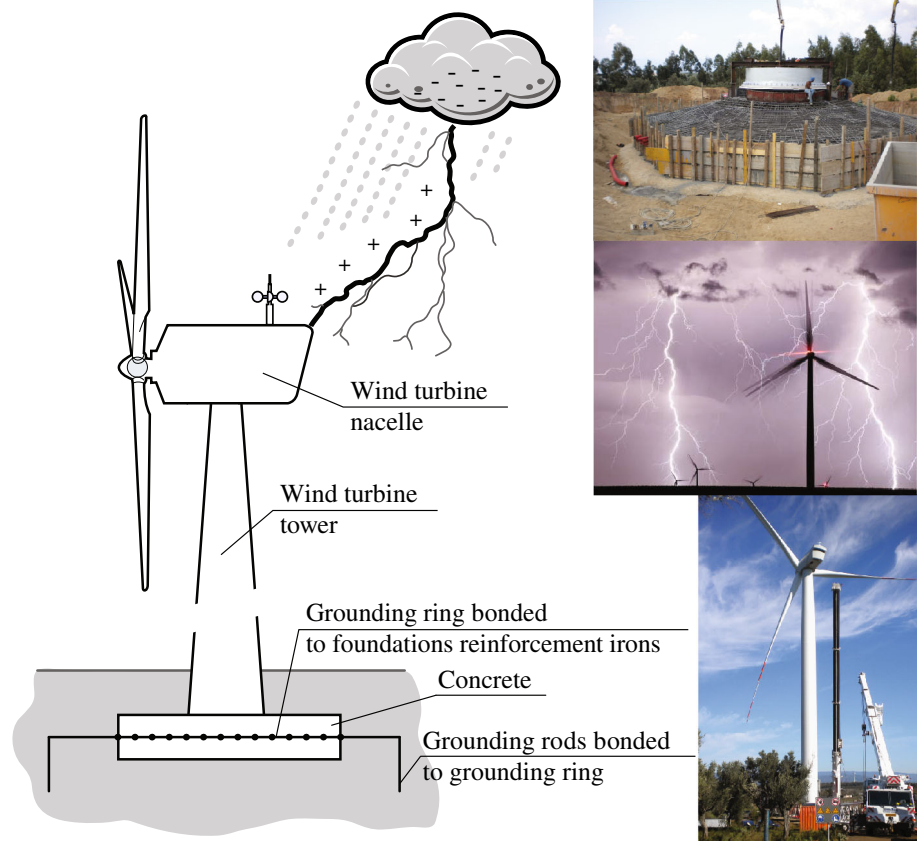 Wind turbine
nacelle
Wind turbine
tower
Grounding ring bonded
to foundations reinforcement irons
Concrete
Grounding rods bonded
to grounding ring